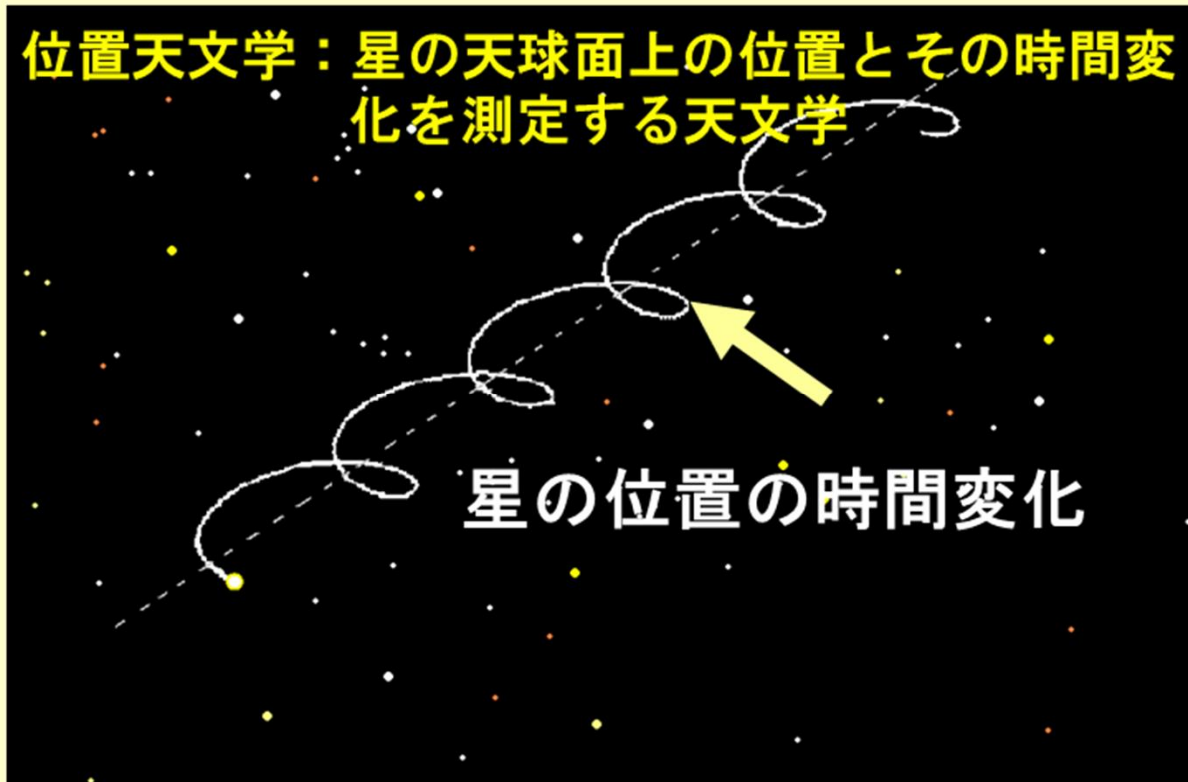 位置天文学：星の天球面上の位置とその時間変
化を測定する天文学
星の位置の時間変化